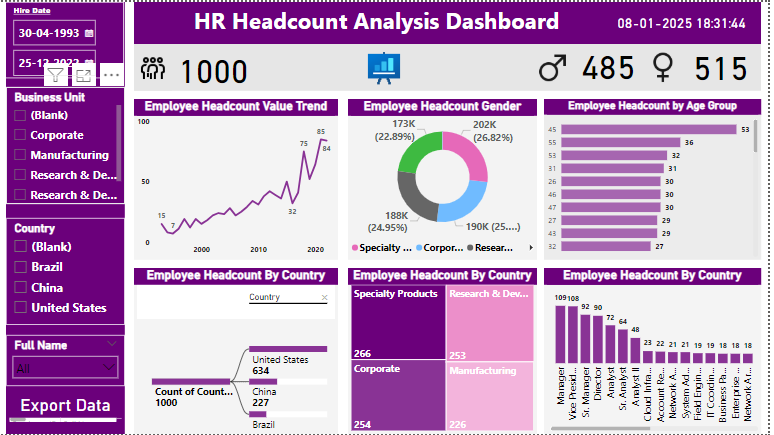 Hire Date
30-04-1993
25-12-2022
Business Unit
(Blank)
Corporate
Manufacturing
Research & De...
Research & De...
Country
(Blank)
Brazil
China
United States
Full Name
All
Export Data
HR Headcount Analysis Dashboard
08-01-2025 18:31:44
1000
485
515
Employee Headcount Value Trend
100
50
0
15
7
32
75
85
84
2000
2010
2020
Employee Headcount Gender
173K
(22.89%)
202K
(26.82%)
188K
(24.95%)
190K (25....)
Specialty ...
Corpor...
Resear...
Employee Headcount by Age Group
45 53
55 36
53 32
31 31
26 30
46 30
47 30
27 29
43 29
32 27
Employee Headcount By Country
Country
Count of Count...
1000
United States
634
China
227
Brazil
Employee Headcount By Country
Specialty Products
266
Research & Dev...
253
Corporate
254
Manufacturing
226
Employee Headcount By Country
109 108 92 90 72 64 48 23 22 21 21 19 19 18 18 18
Manager
Vice Presid...
Sr. Manager
Director
Analyst
Sr. Analyst
Analyst II
Cloud Infra...
Account Re...
Network A...
System Ad...
Field Engin...
IT Coordin...
Business Pa...
Enterprise ...
Network Ar...